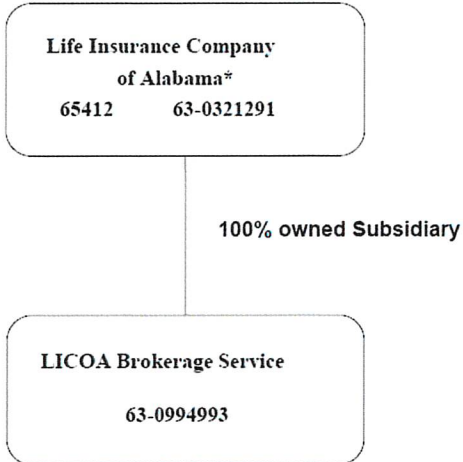 Life Insurance Company
of Alabama*
65412 63-0321291
100% owned Subsidiary
LICOA Brokerage Service
63-0994993